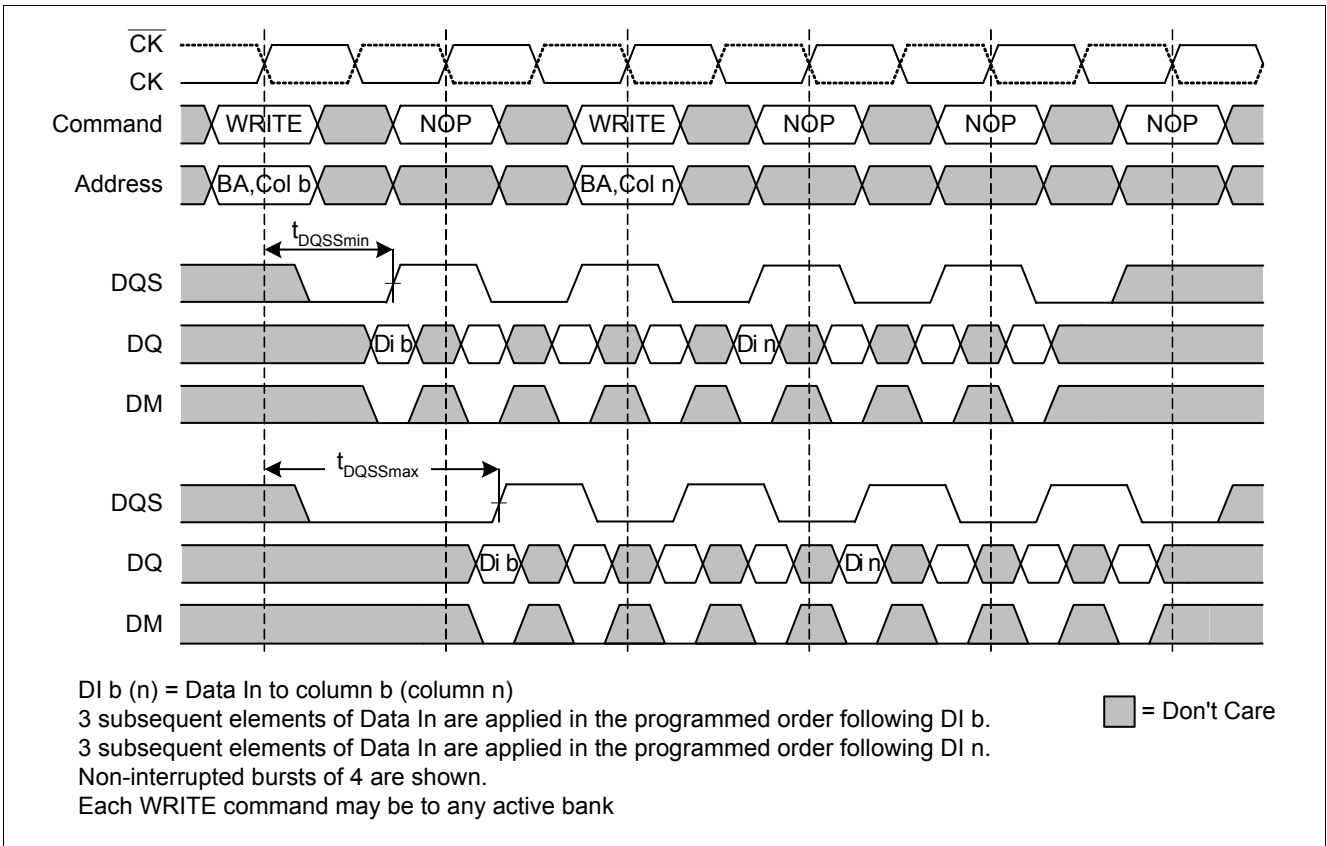 CK
CK
Command WRITE NOP WRITE NOP NOP NOP
Address BA,Col b BA,Col n
tDQSSmin
DQS
DQ Di b Di n
DM
tDQSSmax
DQS
DQ Di b Di n
DM
DI b (n) = Data In to column b (column n)
3 subsequent elements of Data In are applied in the programmed order following DI b.
= Don't Care
3 subsequent elements of Data In are applied in the programmed order following DI n.
Non-interrupted bursts of 4 are shown.
Each WRITE command may be to any active bank